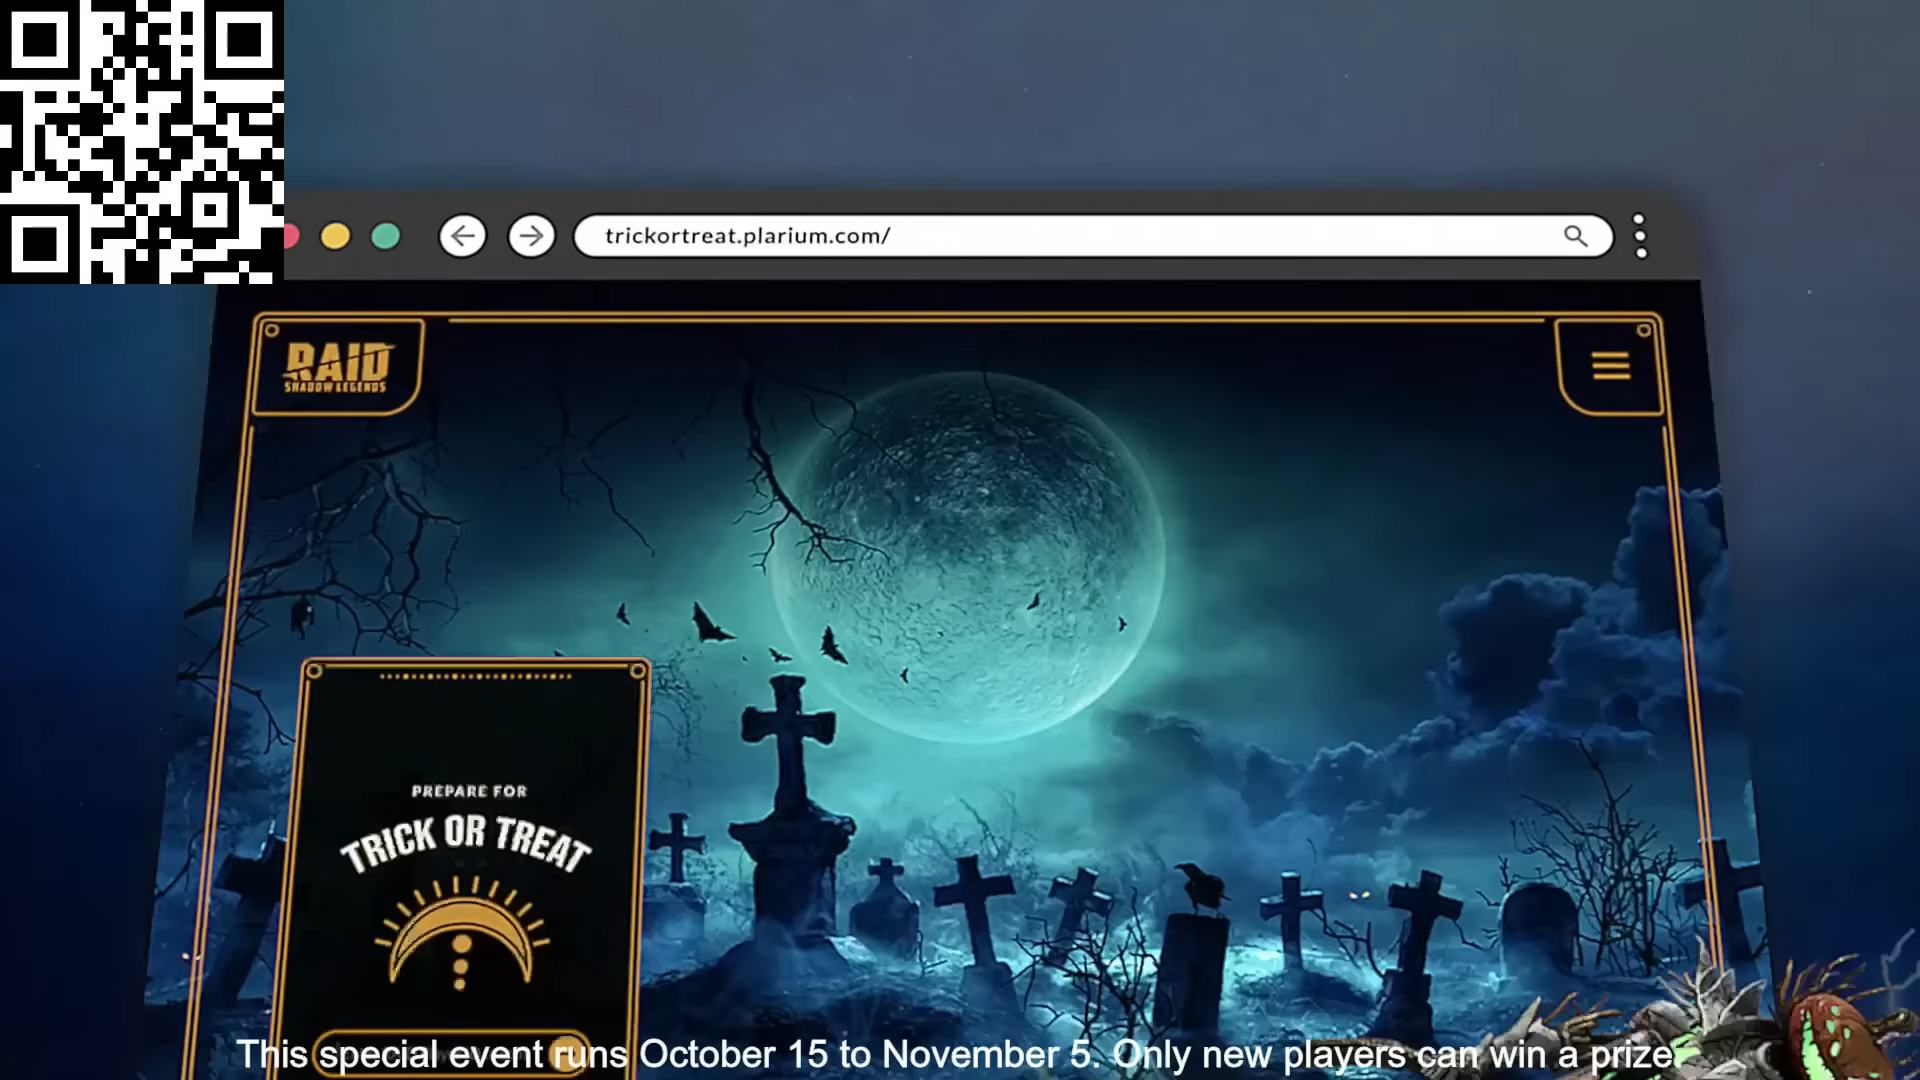 trickortreat.plarium.com/
RAID
SHADOW LEGENDS
PREPARE FOR
TRICK OR TREAT
This special event runs October 15 to November 5. Only new players can win a prize.